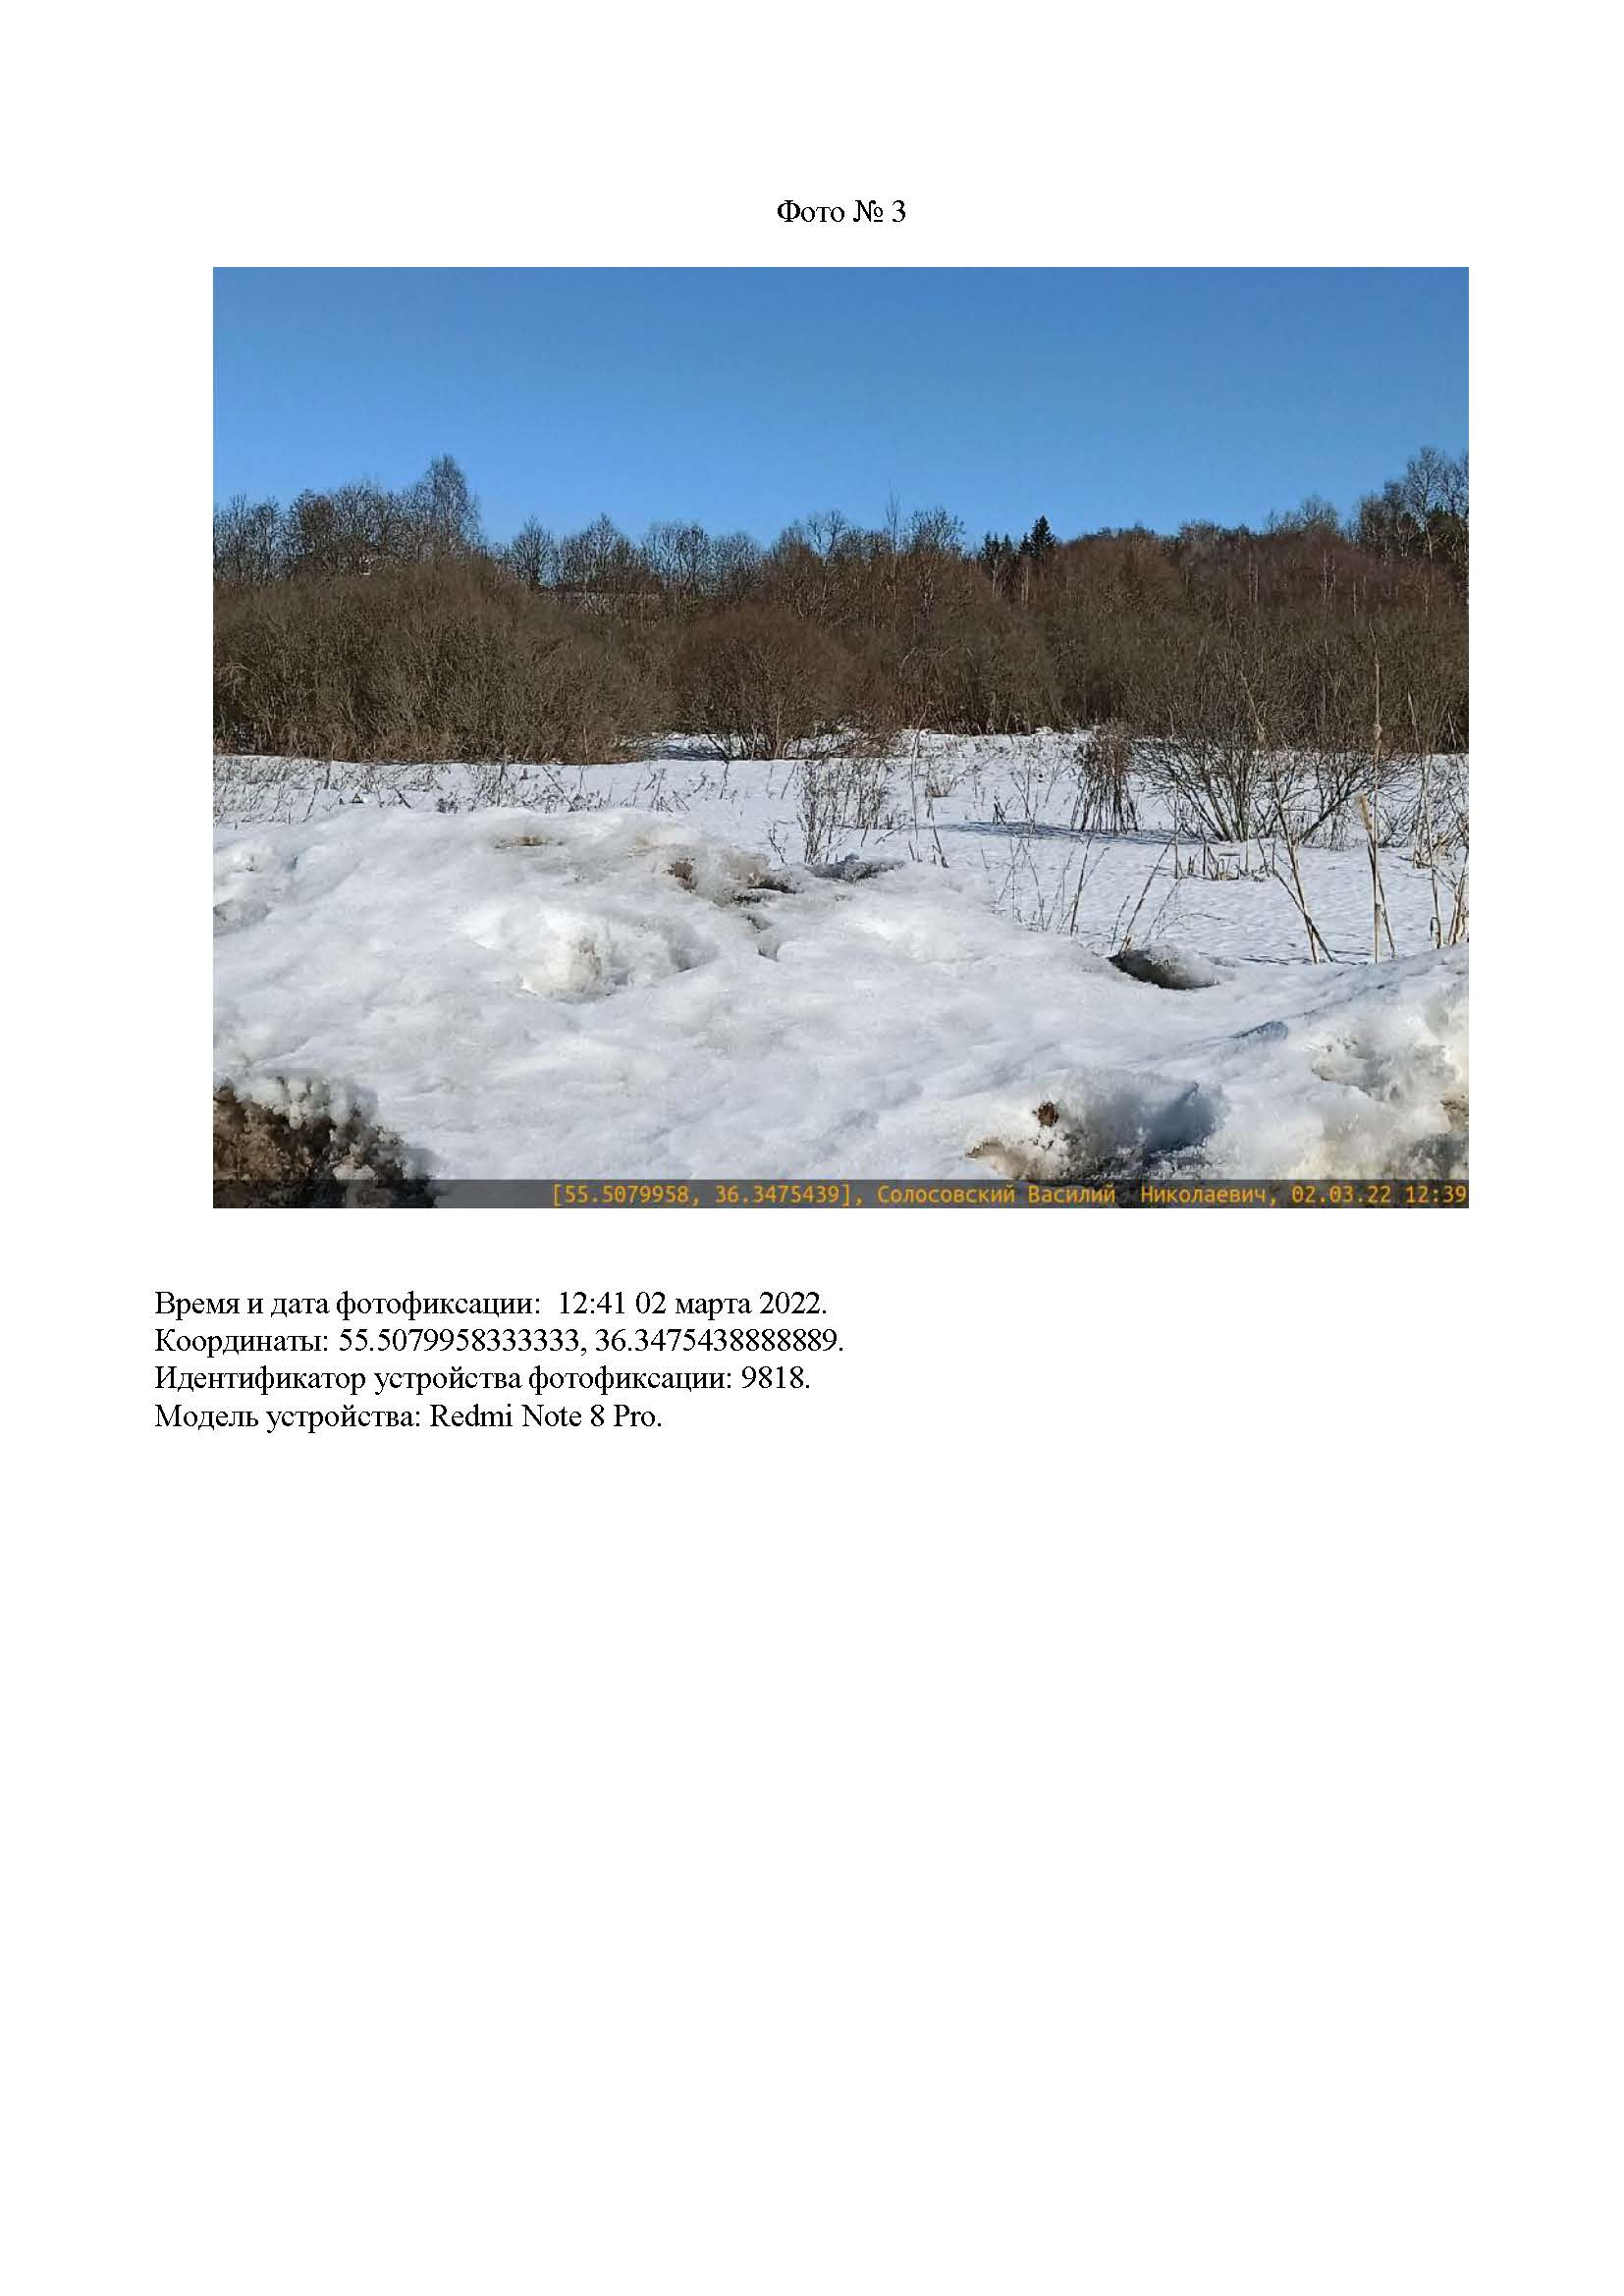 Фото № 3
[55.5079958, 36.3475439], Солосовский Василий  Николаевич, 02.03.22 12:39
Время и дата фотофиксации:  12:41 02 марта 2022.
Координаты: 55.5079958333333, 36.3475438888889.
Идентификатор устройства фотофиксации: 9818.
Модель устройства: Redmi Note 8 Pro.